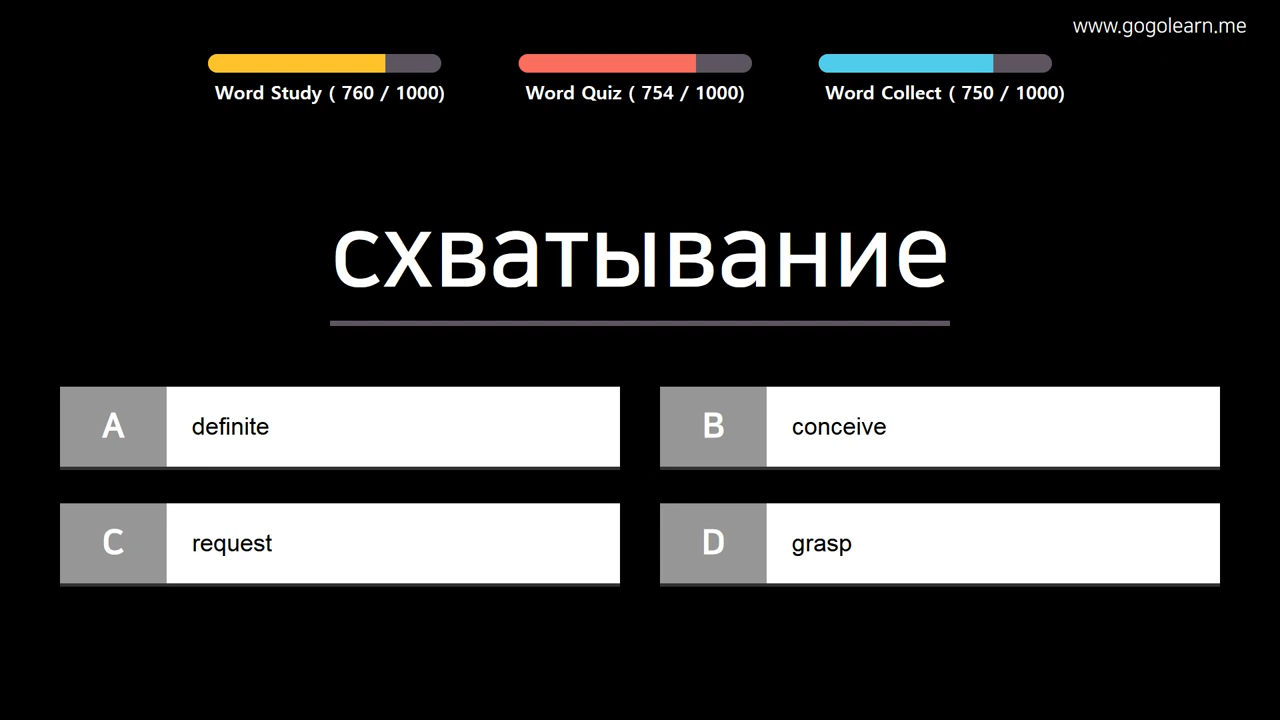 www.gogolearn.me
Word Study ( 760 / 1000)
Word Quiz ( 754 / 1000)
Word Collect ( 750 / 1000)
схватывание
A definite
B conceive
C request
D grasp